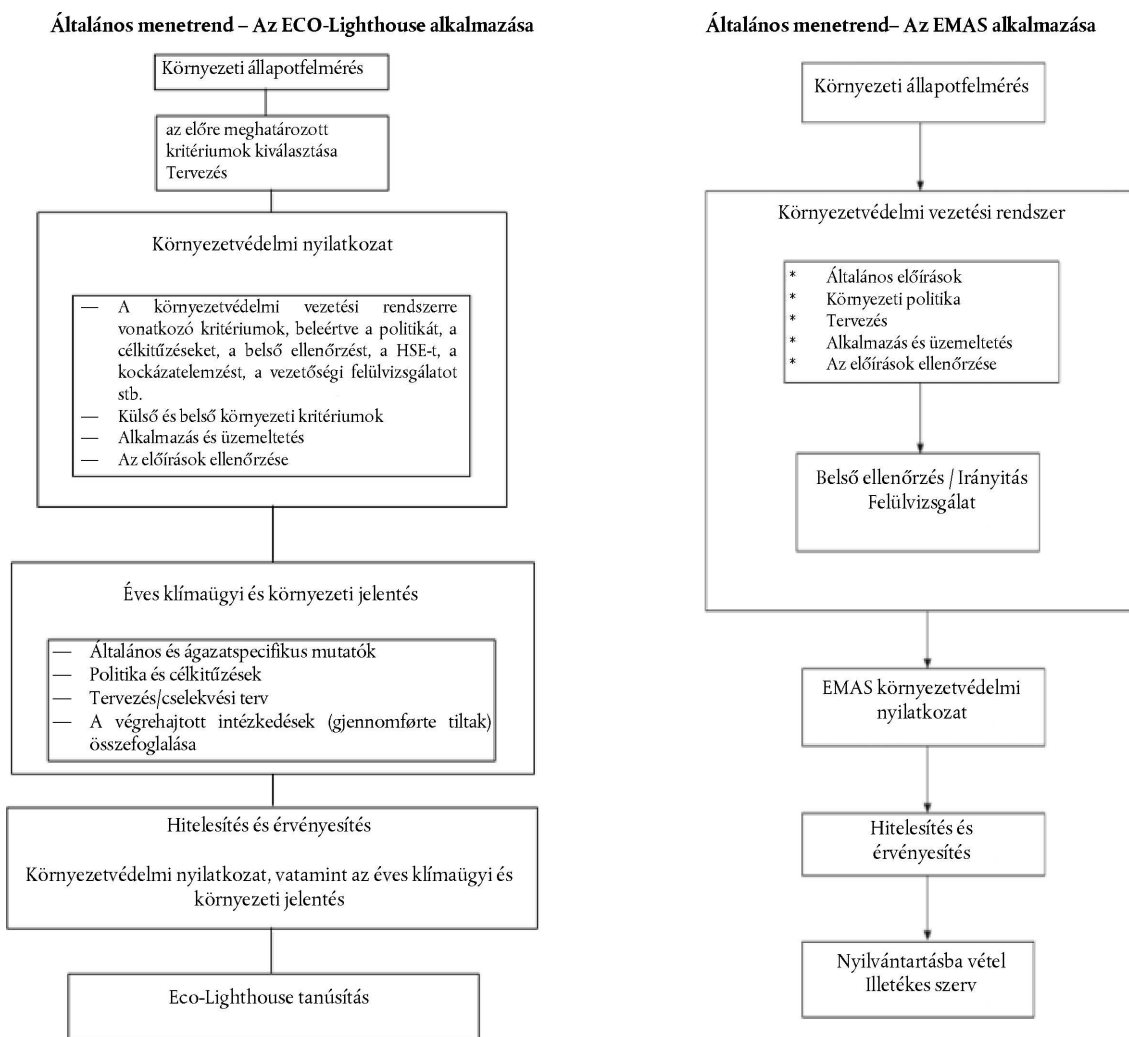 Általános menetrend – Az ECO-Lighthouse alkalmazása
Környezeti állapotfelmérés
az előre meghatározott
kritériumok kiválasztása
Tervezés
Környezetvédelmi nyilatkozat
— A környezetvédelmi vezetési rendszerre
vonatkozó kritériumok, beleértve a politikát, a
célkitűzéseket, a belső ellenőrzést, a HSE-t, a
kockázatelemzést, a vezetőségi felülvizsgálatot
stb.
— Külső és belső környezeti kritériumok
— Alkalmazás és üzemeltetés
— Az előírások ellenőrzése
Éves klímaügyi és környezeti jelentés
— Általános és ágazatspecifikus mutatók
— Politika és célkitűzések
— Tervezés/cselekvési terv
— A végrehajtott intézkedések (gjennomførte tiltak)
összefoglalása
Hitelesítés és érvényesítés
Környezetvédelmi nyilatkozat, vatamint az éves klímaügyi és
környezeti jelentés
Eco-Lighthouse tanúsítás
Általános menetrend– Az EMAS alkalmazása
Környezeti állapotfelmérés
Környezetvédelmi vezetési rendszer
* Általános előírások
* Környezeti politika
* Tervezés
* Alkalmazás és üzemeltetés
* Az előírások ellenőrzése
Belső ellenőrzés / Irányitás
Felülvizsgálat
EMAS környezetvédelmi
nyilatkozat
Hitelesítés és
érvényesítés
Nyilvántartásba vétel
Illetékes szerv